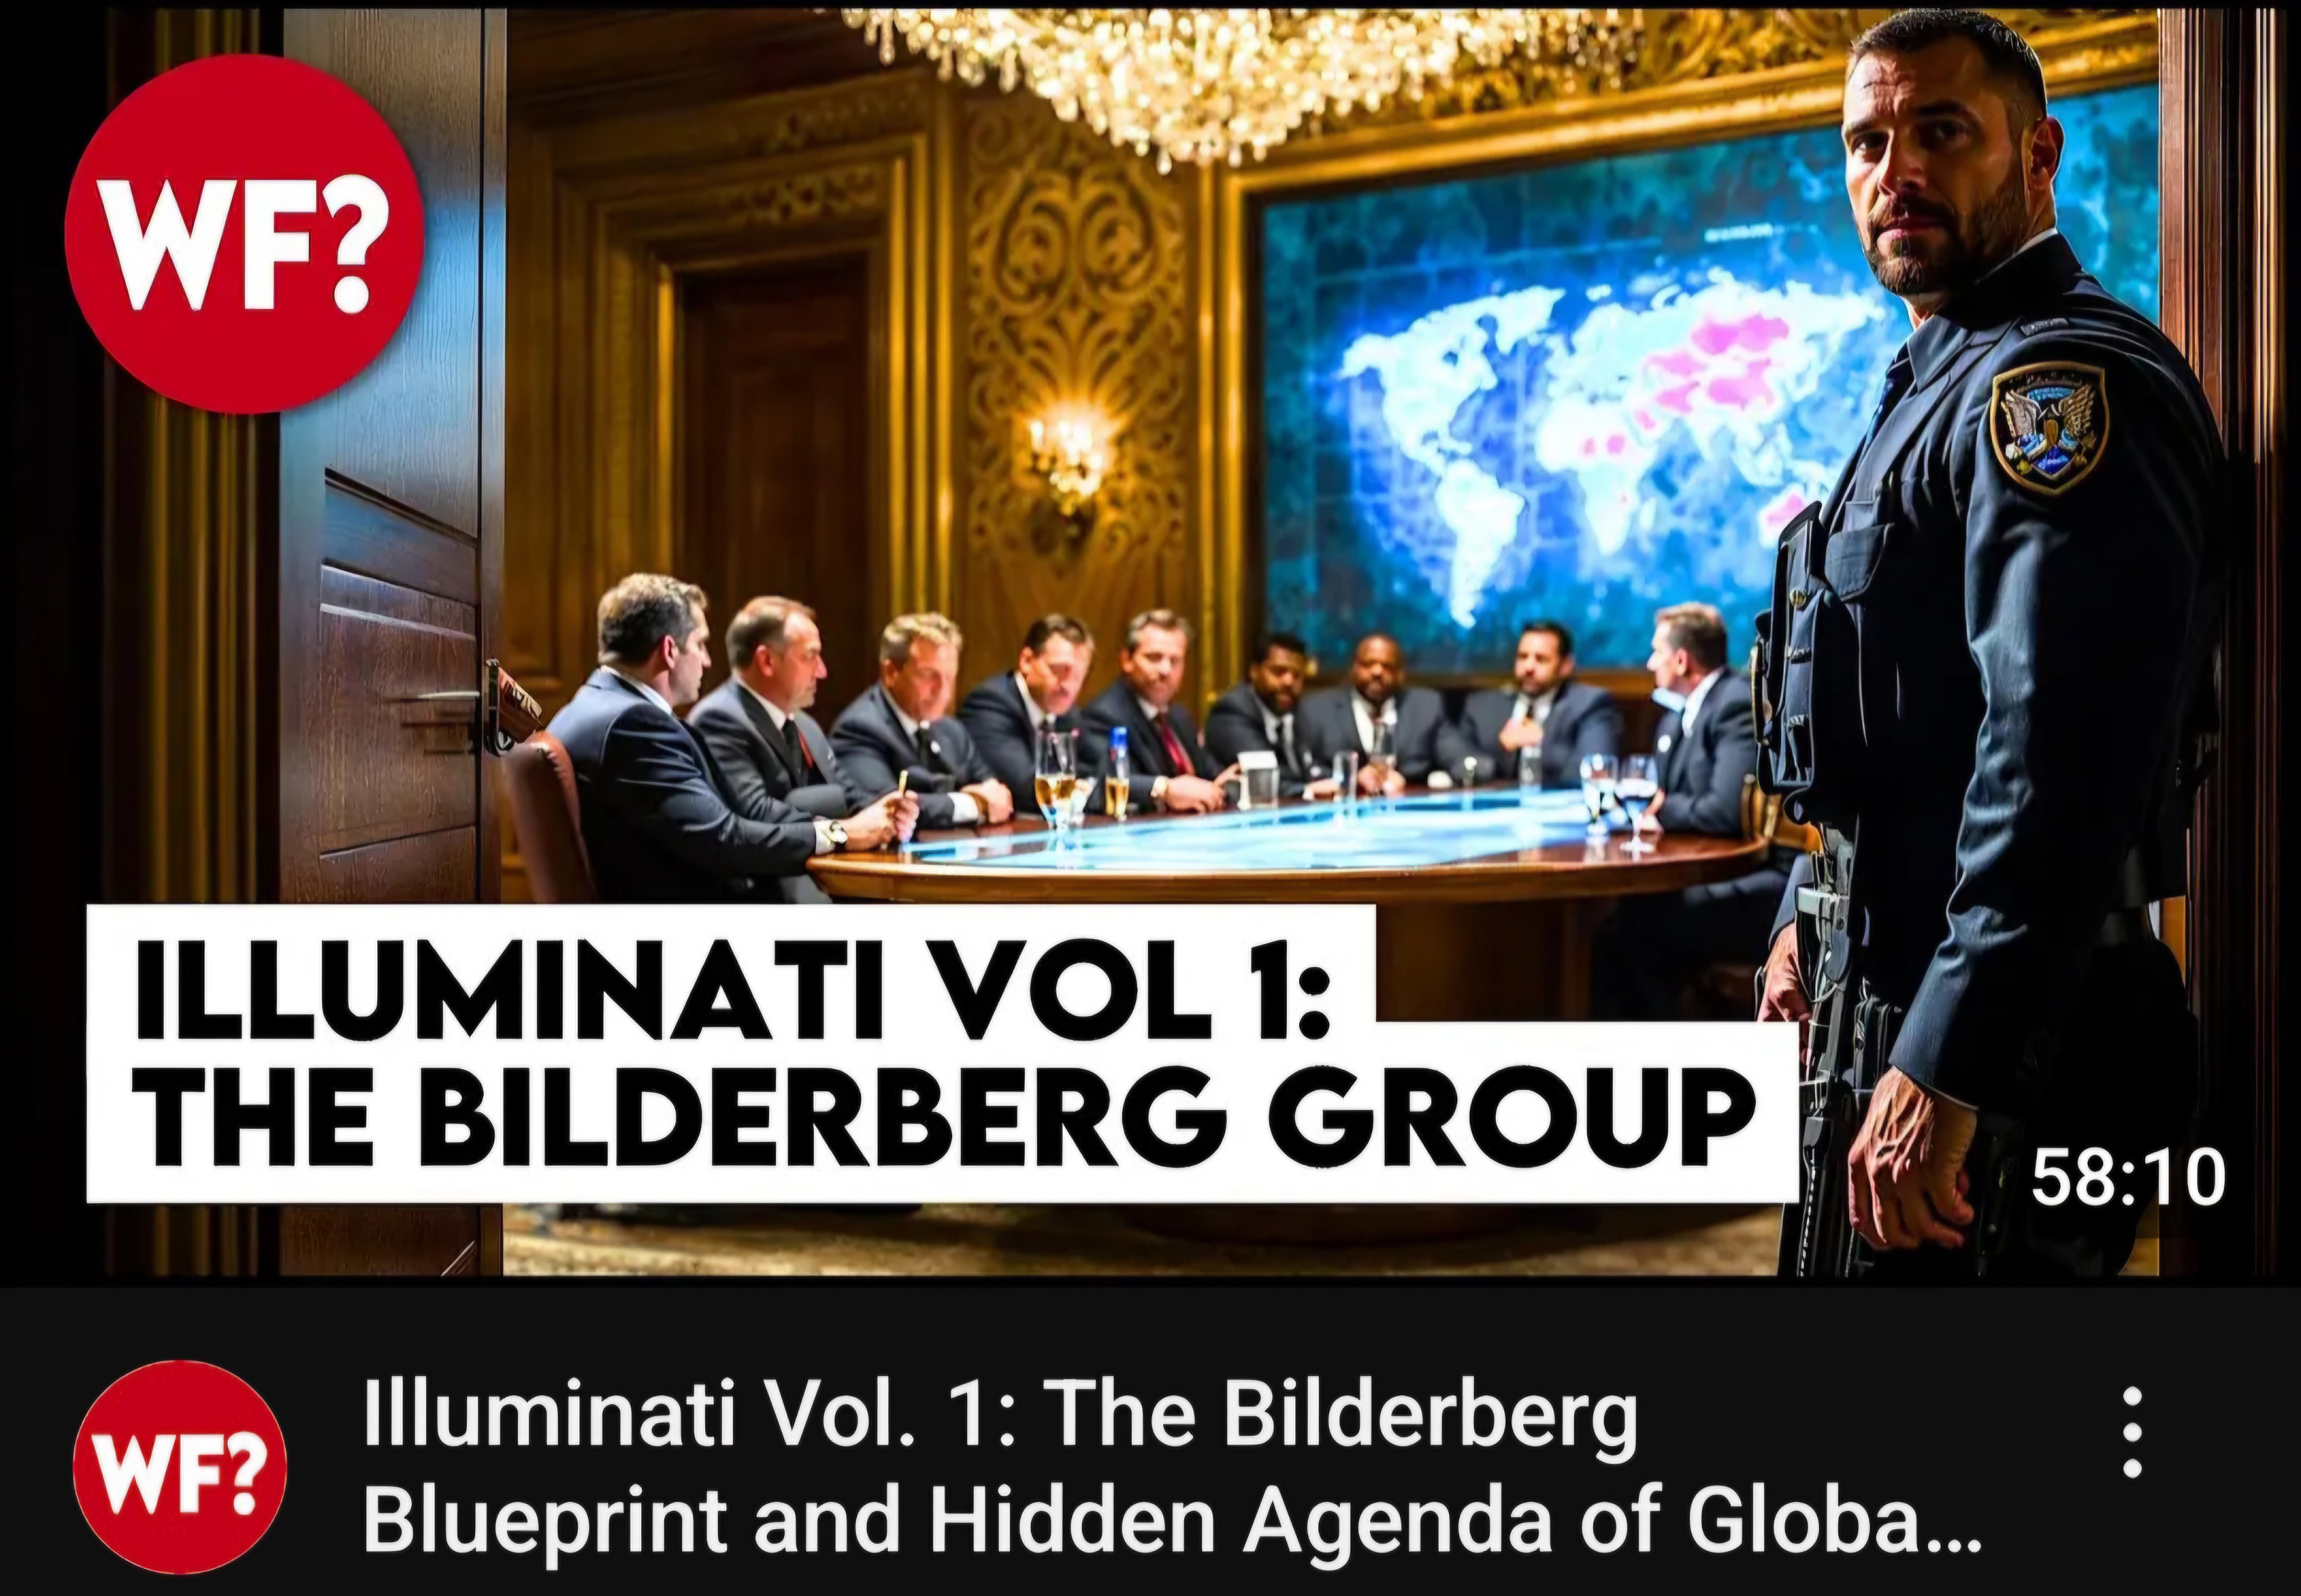 WF?
ILLUMINATI VOL 1:
THE BILDERBERG GROUP
58:10
WF?
Illuminati Vol. 1: The Bilderberg
Blueprint and Hidden Agenda of Globa...